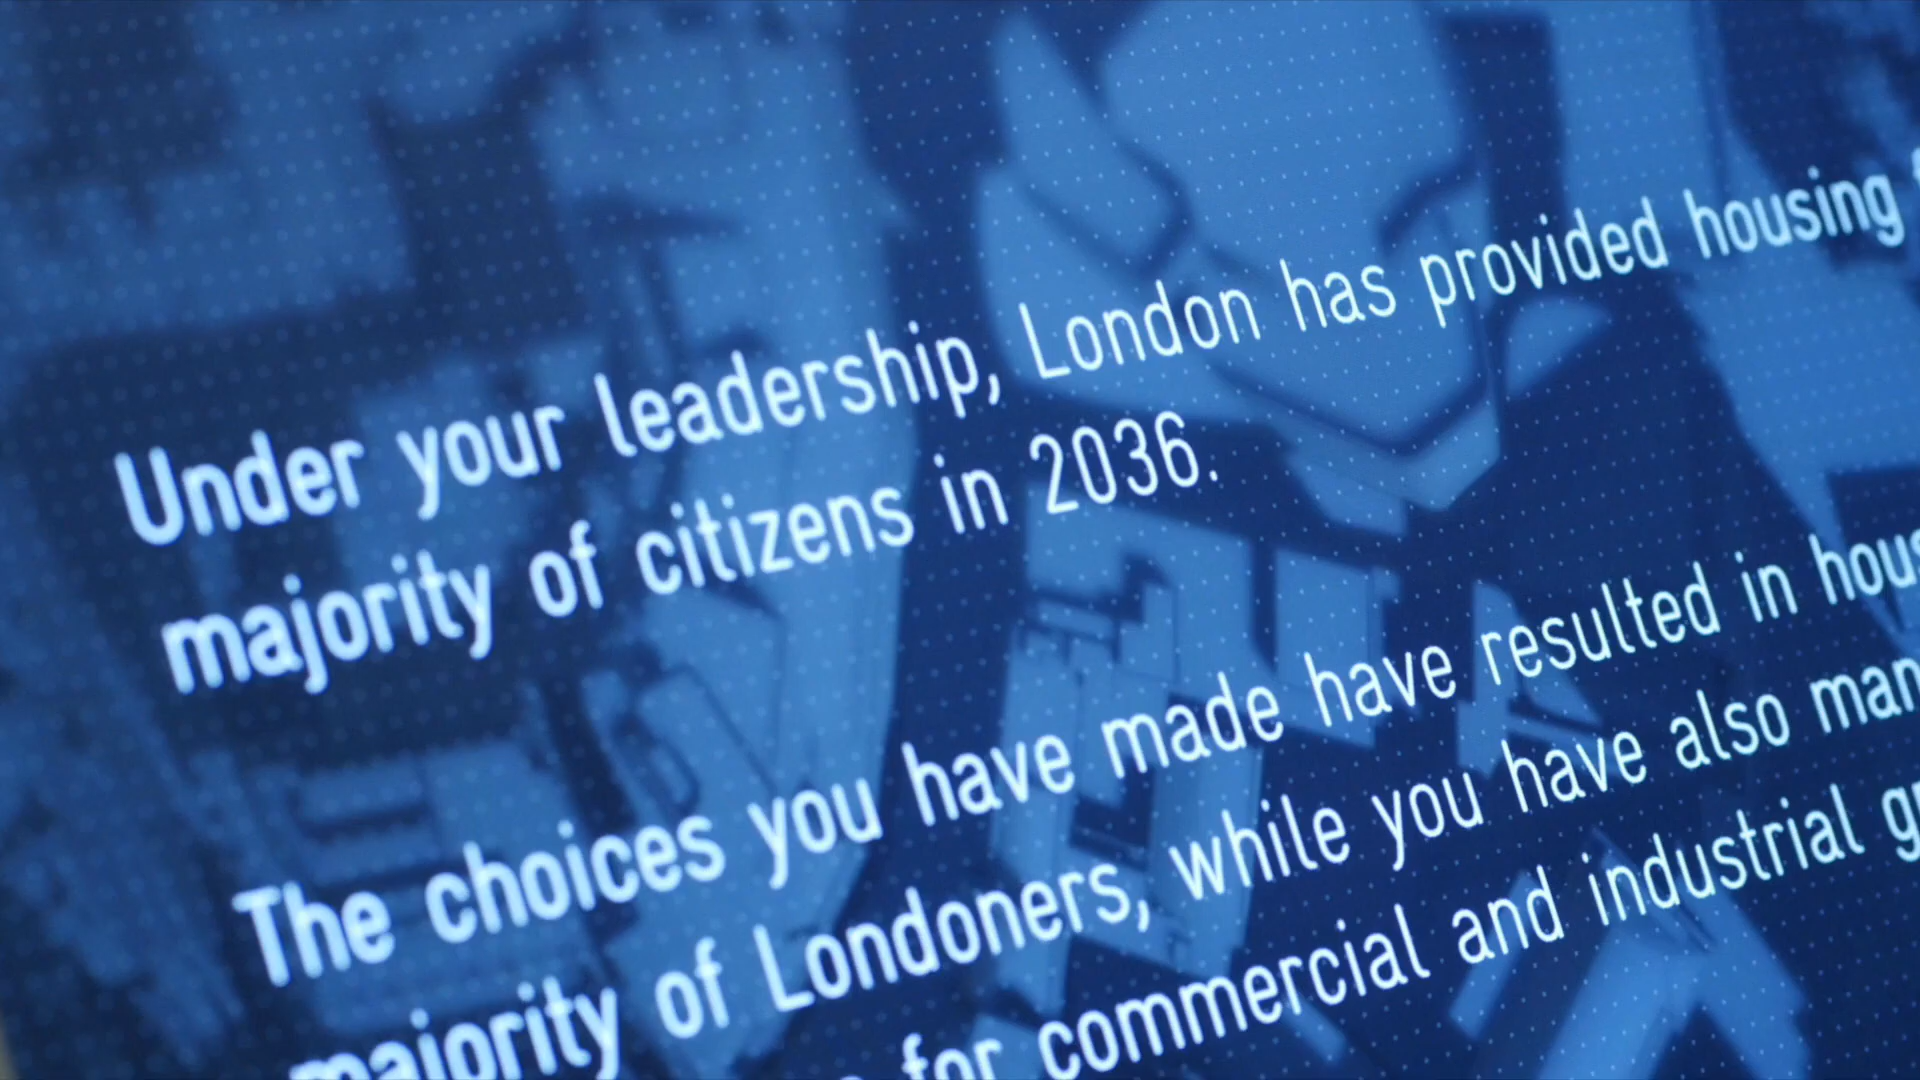 Under your leadership, London has provided housing
majority of citizens in 2036.
The choices you have made have resulted in hous
majority of Londoners, while you have also man
for commercial and industrial gr